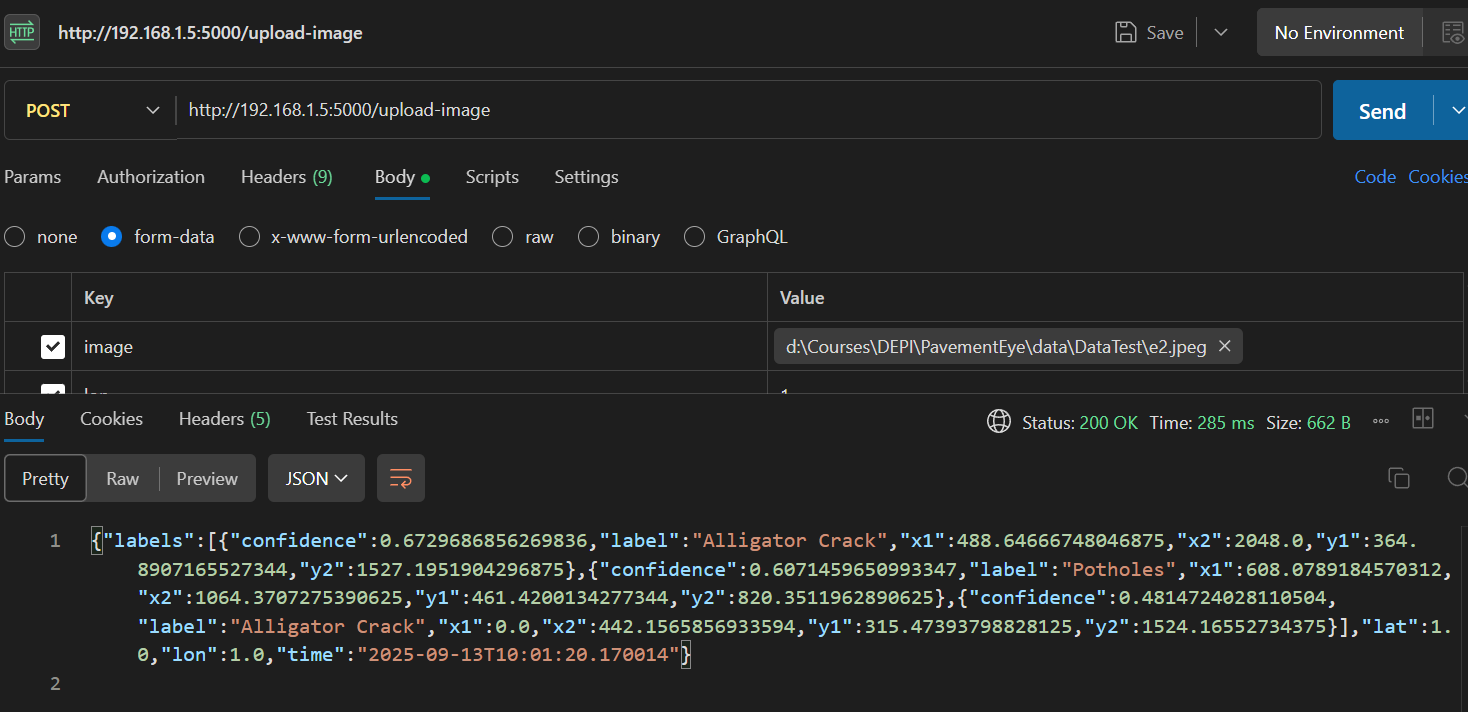 HTTP http://192.168.1.5:5000/upload-image Save No Environment
POST http://192.168.1.5:5000/upload-image Send
Params Authorization Headers (9) Body Scripts Settings Code Cookies
none form-data x-www-form-urlencoded raw binary GraphQL
Key Value
image d:\Courses\DEPI\PavementEye\data\DataTest\e2.jpeg
Body Cookies Headers (5) Test Results Status: 200 OK Time: 285 ms Size: 662 B
Pretty Raw Preview JSON
1 {"labels":[{"confidence":0.6729686856269836,"label":"Alligator Crack","x1":488.64666748046875,"x2":2048.0,"y1":364.
8907165527344,"y2":1527.1951904296875},{"confidence":0.6071459650993347,"label":"Potholes","x1":608.0789184570312,
"x2":1064.3707275390625,"y1":461.4200134277344,"y2":820.3511962890625},{"confidence":0.4814724028110504,
"label":"Alligator Crack","x1":0.0,"x2":442.1565856933594,"y1":315.47393798828125,"y2":1524.16552734375}],"lat":1.
0,"lon":1.0,"time":"2025-09-13T10:01:20.170014"}
2